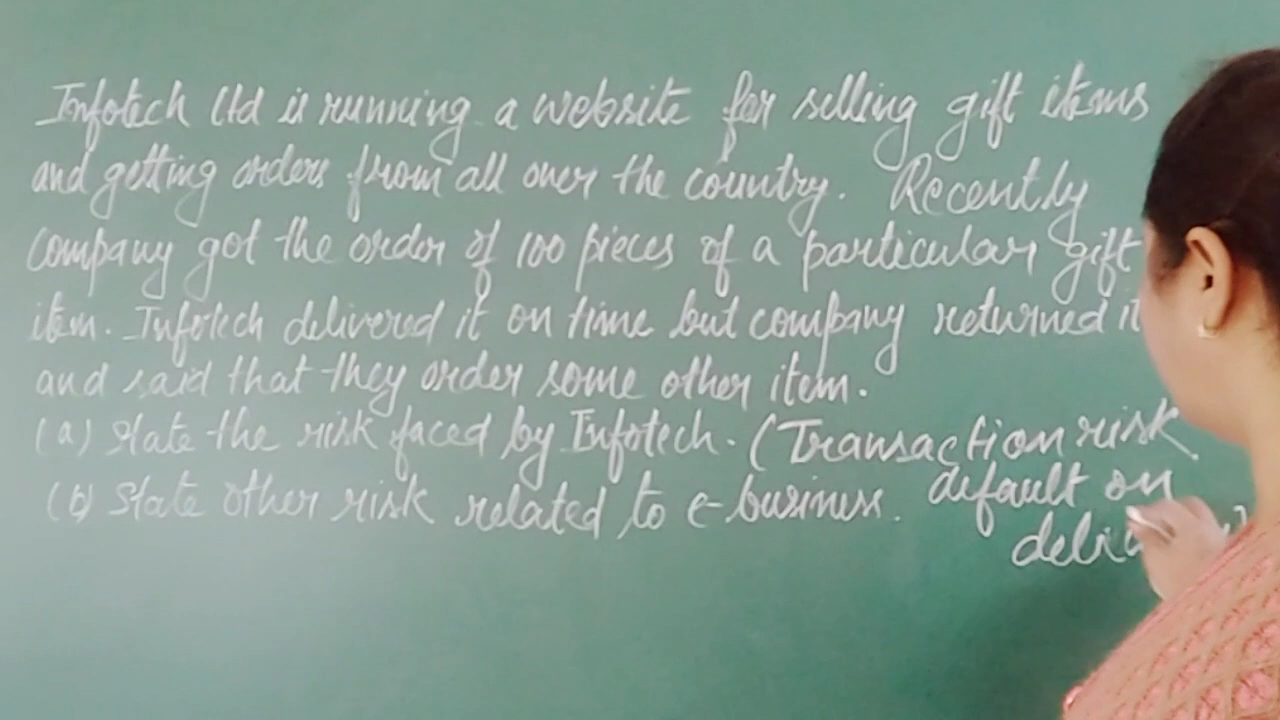 Infotech Ltd is running a website for selling gift items
and getting orders from all over the country. Recently
company got the order of 100 pieces of a particular gift
item. Infotech delivered it on time but company returned it
and said that they order some other item.
(a) State the risk faced by Infotech. (Transaction risk
(b) State other risk related to e-business. default on